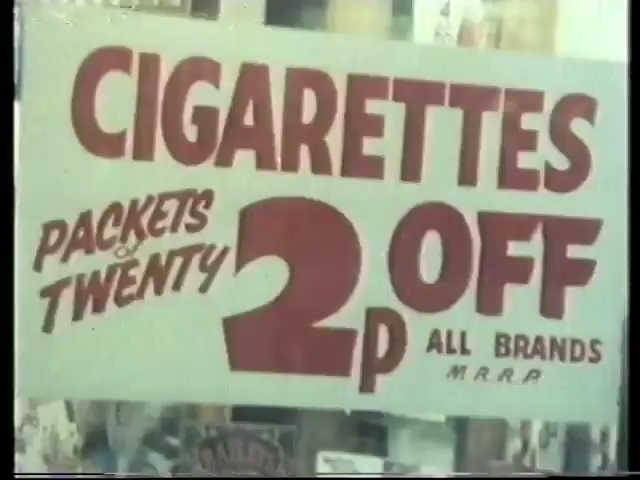 CIGARETTES
PACKETS of TWENTY
2p OFF
ALL BRANDS
M.R.R.P.